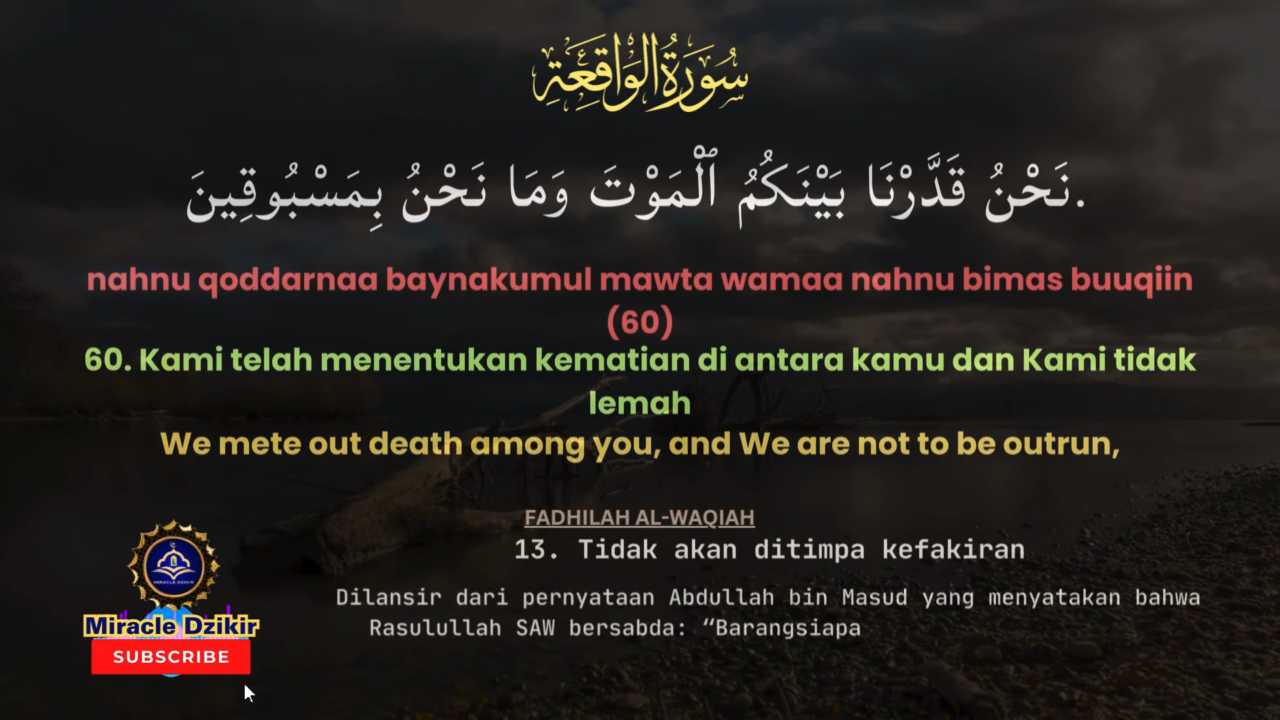 سُورَةُ الْوَاقِعَةِ
نَحْنُ قَدَّرْنَا بَيْنَكُمُ ٱلْمَوْتَ وَمَا نَحْنُ بِمَسْبُوقِينَ.
nahnu qoddarnaa baynakumul mawta wamaa nahnu bimas buuqiin
(60)
60. Kami telah menentukan kematian di antara kamu dan Kami tidak
lemah
We mete out death among you, and We are not to be outrun,
FADHILAH AL-WAQIAH
13. Tidak akan ditimpa kefakiran
Dilansir dari pernyataan Abdullah bin Masud yang menyatakan bahwa
Rasulullah SAW bersabda: “Barangsiapa
MIRACLE DZIKIR
Miracle Dzikir
SUBSCRIBE